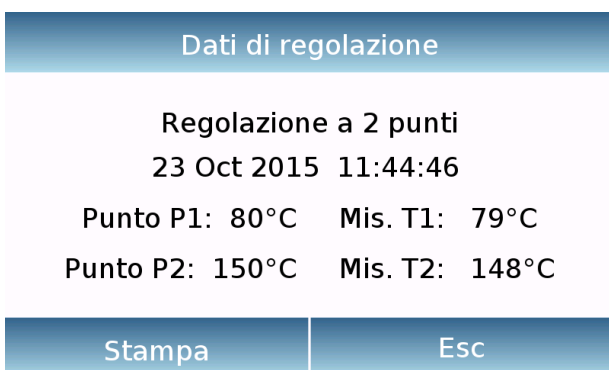 Dati di regolazione
Regolazione a 2 punti
23 Oct 2015 11:44:46
Punto P1: 80°C Mis. T1: 79°C
Punto P2: 150°C Mis. T2: 148°C
Stampa Esc